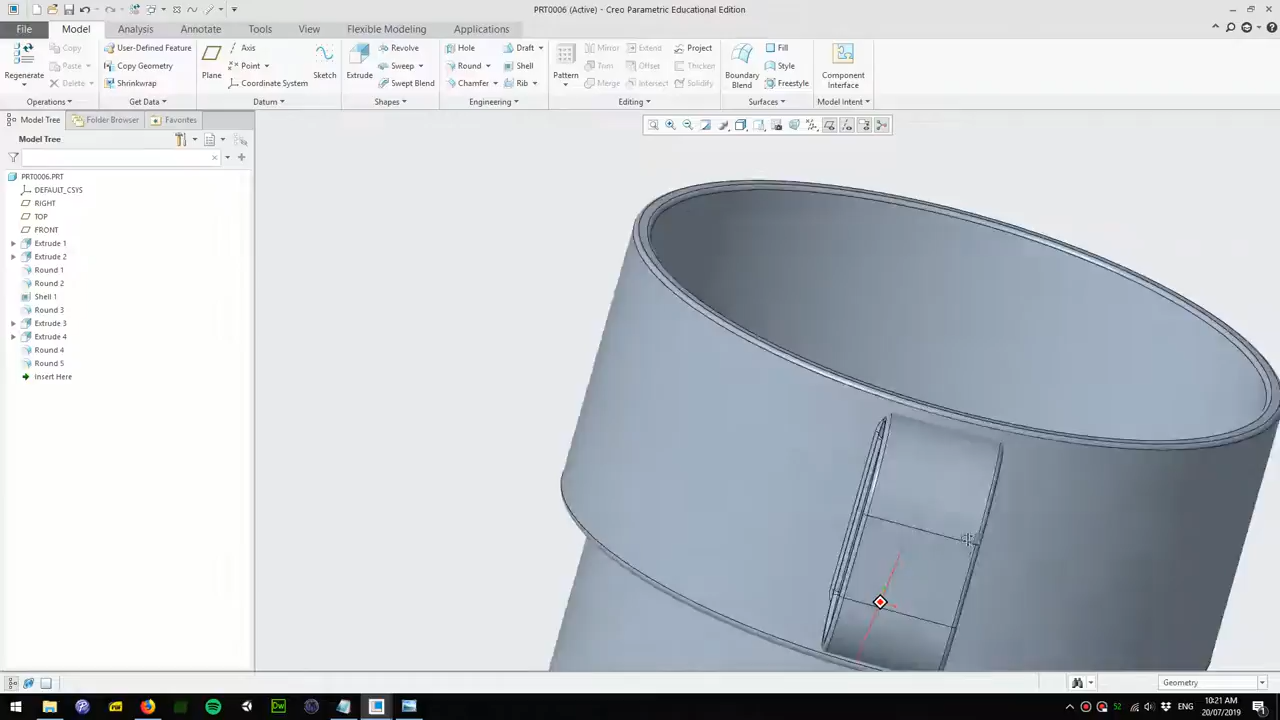 PRT0006 (Active) - Creo Parametric Educational Edition
File Model Analysis Annotate Tools View Flexible Modeling Applications
Regenerate
Copy
Paste
Delete
User-Defined Feature
Copy Geometry
Shrinkwrap
Plane
Axis
Point
Coordinate System
Sketch
Extrude
Revolve
Sweep
Swept Blend
Hole
Round
Chamfer
Draft
Shell
Rib
Pattern
Mirror
Trim
Merge
Extend
Offset
Intersect
Project
Thicken
Solidify
Boundary
Blend
Fill
Style
Freestyle
Component
Interface
Operations Get Data Datum Shapes Engineering Editing Surfaces Model Intent
Model Tree Folder Browser Favorites
Model Tree
PRT0006.PRT
DEFAULT_CSYS
RIGHT
TOP
FRONT
Extrude 1
Extrude 2
Round 1
Round 2
Shell 1
Round 3
Extrude 3
Extrude 4
Round 4
Round 5
Insert Here
Geometry
52 ENG 10:21 AM
20/07/2019